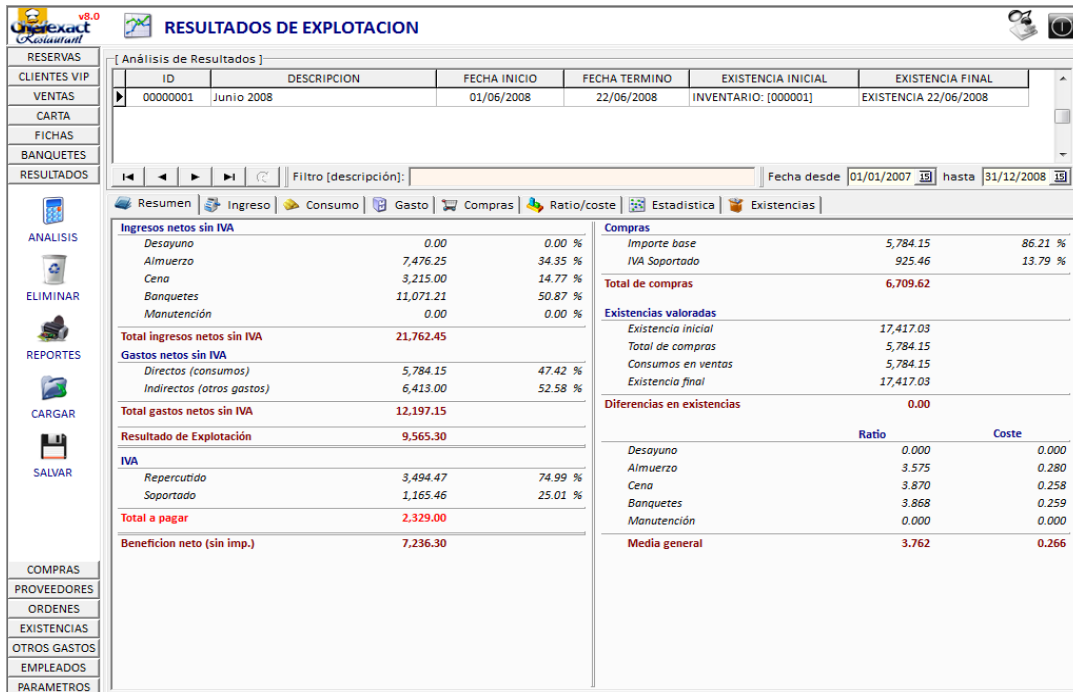 v8.0
Chefexact
Restaurant
RESULTADOS DE EXPLOTACION
RESERVAS
CLIENTES VIP
VENTAS
CARTA
FICHAS
BANQUETES
RESULTADOS
ANALISIS
ELIMINAR
REPORTES
CARGAR
SALVAR
COMPRAS
PROVEEDORES
ORDENES
EXISTENCIAS
OTROS GASTOS
EMPLEADOS
PARAMETROS
[ Análisis de Resultados ]
ID DESCRIPCION FECHA INICIO FECHA TERMINO EXISTENCIA INICIAL EXISTENCIA FINAL
00000001 Junio 2008 01/06/2008 22/06/2008 INVENTARIO: [000001] EXISTENCIA 22/06/2008
Filtro [descripción]: Fecha desde 01/01/2007 15 hasta 31/12/2008 15
Resumen Ingreso Consumo Gasto Compras Ratio/coste Estadistica Existencias
Ingresos netos sin IVA
Desayuno 0.00 0.00 %
Almuerzo 7,476.25 34.35 %
Cena 3,215.00 14.77 %
Banquetes 11,071.21 50.87 %
Manutención 0.00 0.00 %
Total ingresos netos sin IVA 21,762.45
Gastos netos sin IVA
Directos (consumos) 5,784.15 47.42 %
Indirectos (otros gastos) 6,413.00 52.58 %
Total gastos netos sin IVA 12,197.15
Resultado de Explotación 9,565.30
IVA
Repercutido 3,494.47 74.99 %
Soportado 1,165.46 25.01 %
Total a pagar 2,329.00
Beneficion neto (sin imp.) 7,236.30
Compras
Importe base 5,784.15 86.21 %
IVA Soportado 925.46 13.79 %
Total de compras 6,709.62
Existencias valoradas
Existencia inicial 17,417.03
Total de compras 5,784.15
Consumos en ventas 5,784.15
Existencia final 17,417.03
Diferencias en existencias 0.00
Ratio Coste
Desayuno 0.000 0.000
Almuerzo 3.575 0.280
Cena 3.870 0.258
Banquetes 3.868 0.259
Manutención 0.000 0.000
Media general 3.762 0.266